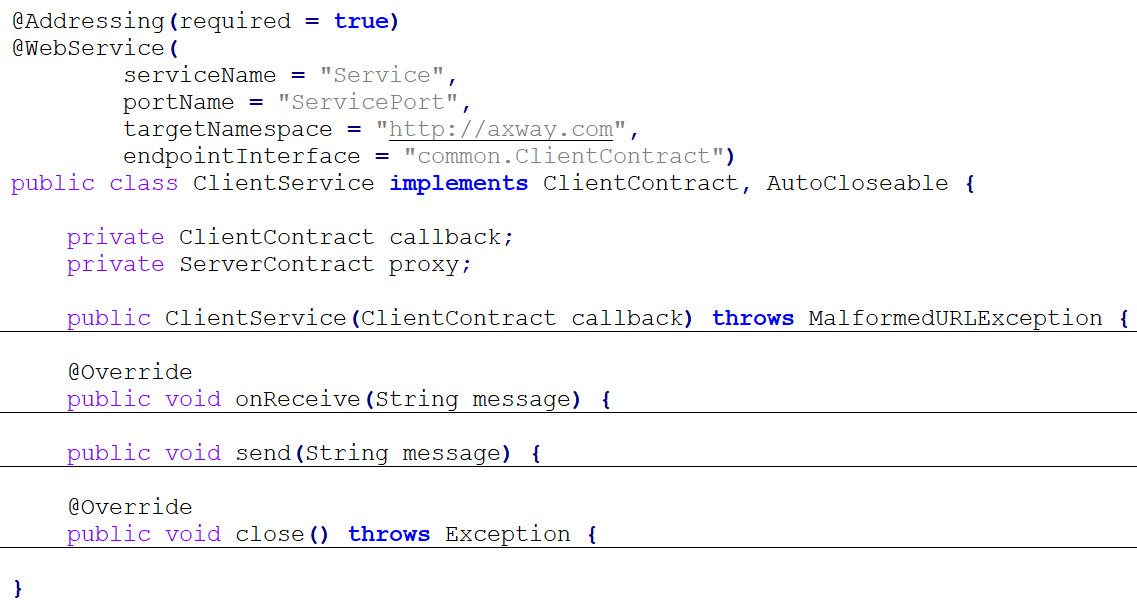 @Addressing(required = true)
@WebService(
        serviceName = "Service",
        portName = "ServicePort",
        targetNamespace = "http://axway.com",
        endpointInterface = "common.ClientContract")
public class ClientService implements ClientContract, AutoCloseable {
    private ClientContract callback;
    private ServerContract proxy;
    public ClientService(ClientContract callback) throws MalformedURLException {
    @Override
    public void onReceive(String message) {
    public void send(String message) {
    @Override
    public void close() throws Exception {
}